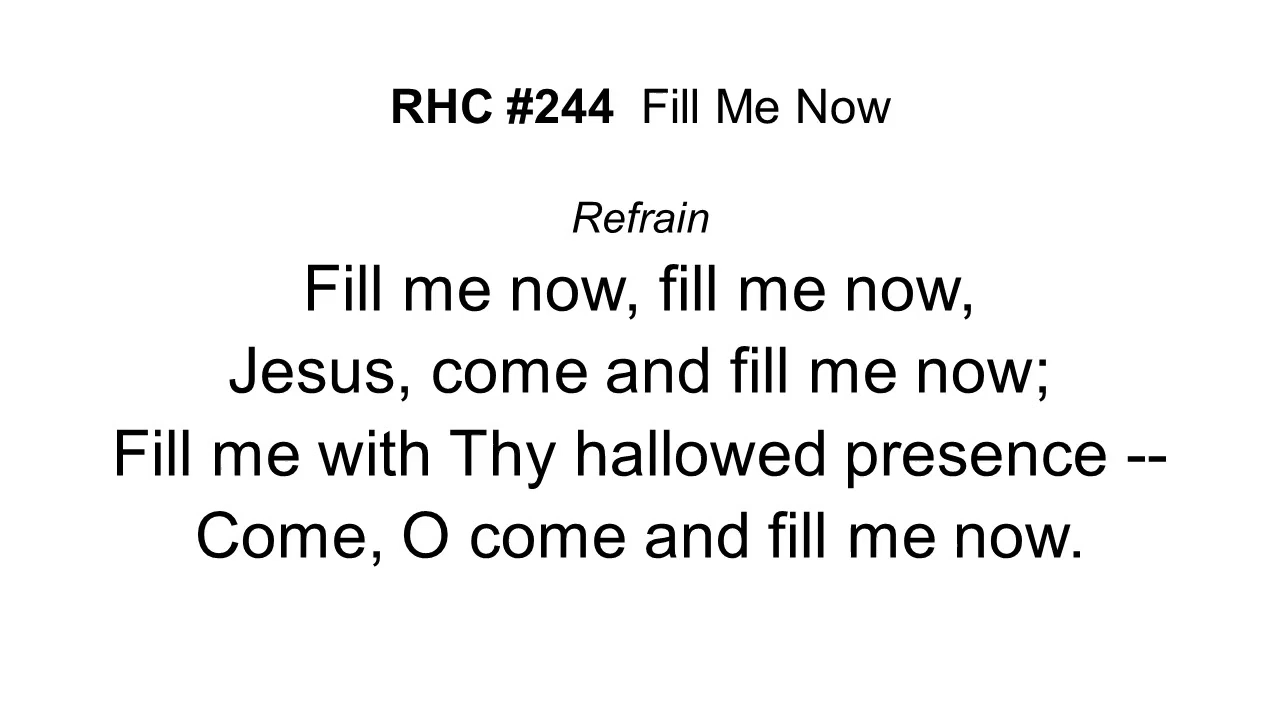 RHC #244 Fill Me Now
Refrain
Fill me now, fill me now,
Jesus, come and fill me now;
Fill me with Thy hallowed presence --
Come, O come and fill me now.